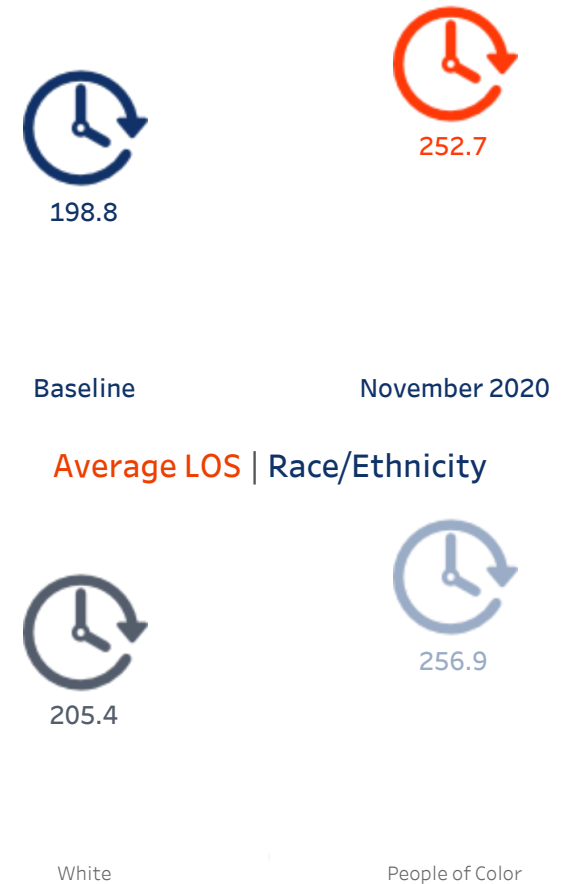 252.7
198.8
Baseline November 2020
Average LOS | Race/Ethnicity
256.9
205.4
White People of Color